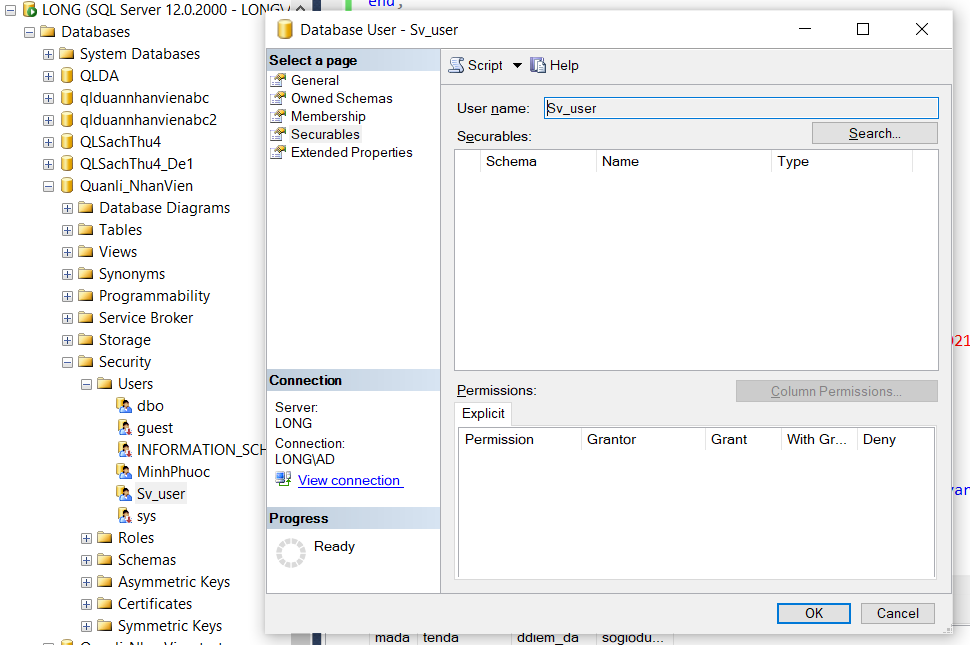 LONG (SQL Server 12.0.2000 - LONG\
Databases
System Databases
QLDA
qlduannhanvienabc
qlduannhanvienabc2
QLSachThu4
QLSachThu4_De1
Quanli_NhanVien
Database Diagrams
Tables
Views
Synonyms
Programmability
Service Broker
Storage
Security
Users
dbo
guest
INFORMATION_SCH
MinhPhuoc
Sv_user
sys
Roles
Schemas
Asymmetric Keys
Certificates
Symmetric Keys
end;
Database User - Sv_user
Select a page
General
Owned Schemas
Membership
Securables
Extended Properties
Connection
Server:
LONG
Connection:
LONG\AD
View connection
Progress
Ready
Script Help
User name: Sv_user
Securables: Search...
Schema Name Type
Permissions: Column Permissions...
Explicit
Permission Grantor Grant With Gr... Deny
OK Cancel
mada tenda ddiem_da sogiodu...